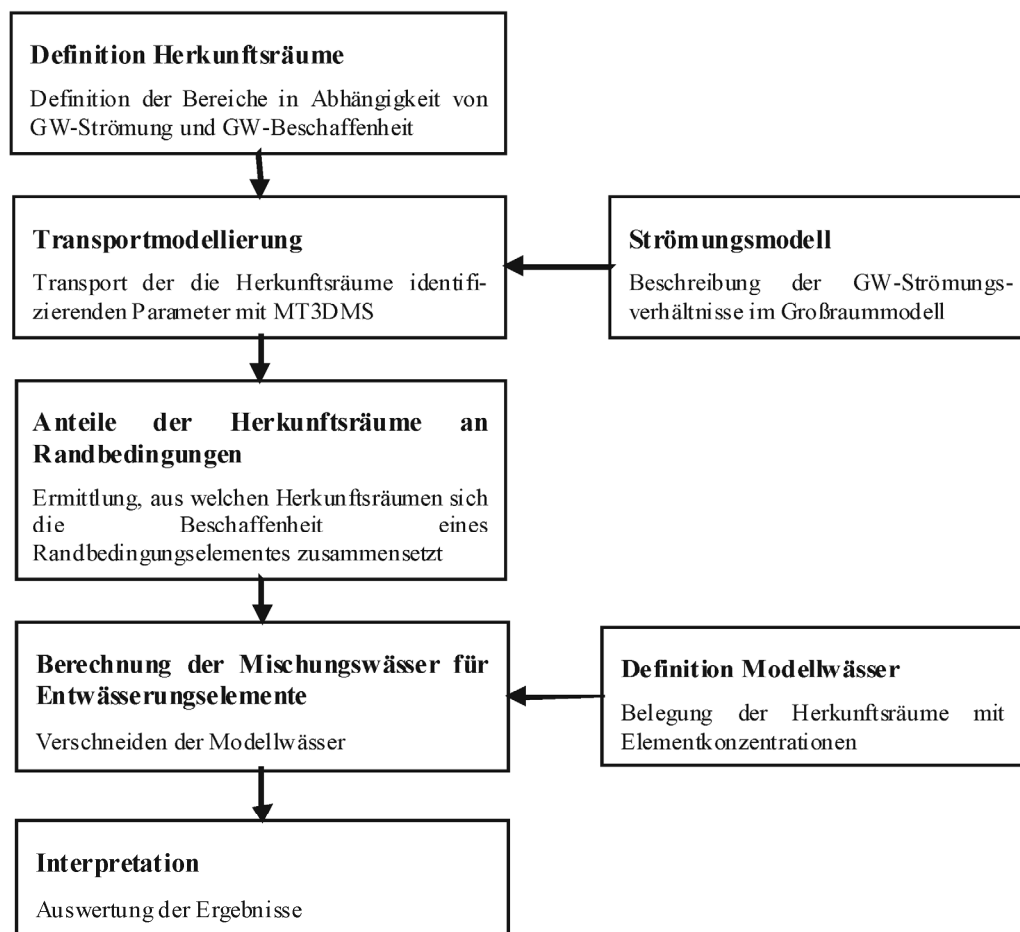 Definition Herkunftsräume
Definition der Bereiche in Abhängigkeit von
GW-Strömung und GW-Beschaffenheit
Transportmodellierung
Transport der die Herkunftsräume identifi-
zierenden Parameter mit MT3DMS
Strömungsmodell
Beschreibung der GW-Strömungs-
verhältnisse im Großraummodell
Anteile der Herkunftsräume an
Randbedingungen
Ermittlung, aus welchen Herkunftsräumen sich
die Beschaffenheit eines
Randbedingungselementes zusammensetzt
Berechnung der Mischungswässer für
Entwässerungselemente
Verschneiden der Modellwässer
Definition Modellwässer
Belegung der Herkunftsräume mit
Elementkonzentrationen
Interpretation
Auswertung der Ergebnisse